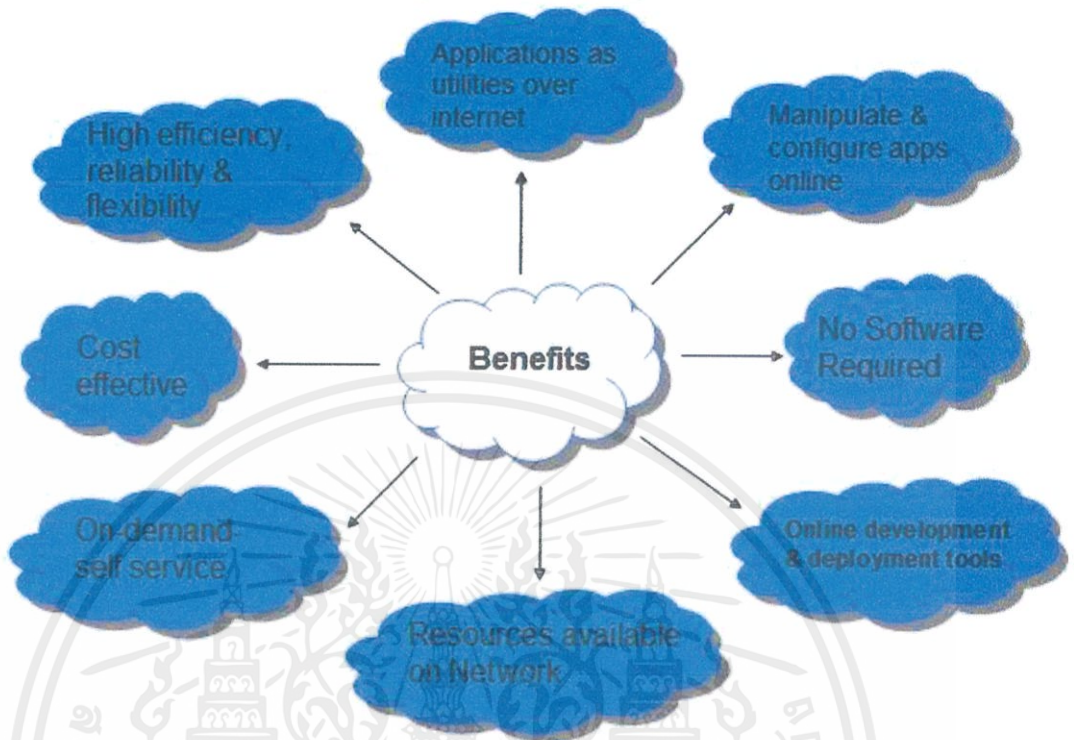 Applications as
utilities over
internet
Manipulate &
configure apps
online
High efficiency,
reliability &
flexibility
Benefits
No Software
Required
Cost
effective
On-demand-
self service
Online development
& deployment tools
Resources available
on Network